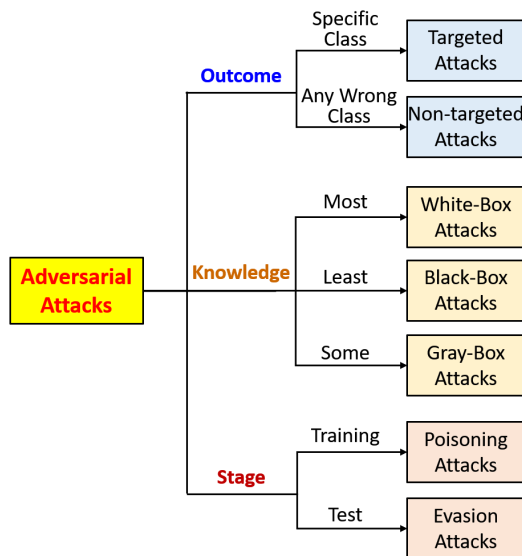 Specific
Class
Targeted
Attacks
Outcome
Any Wrong
Class
Non-targeted
Attacks
Most
White-Box
Attacks
Adversarial
Attacks
Knowledge
Least
Black-Box
Attacks
Some
Gray-Box
Attacks
Training
Poisoning
Attacks
Stage
Test
Evasion
Attacks